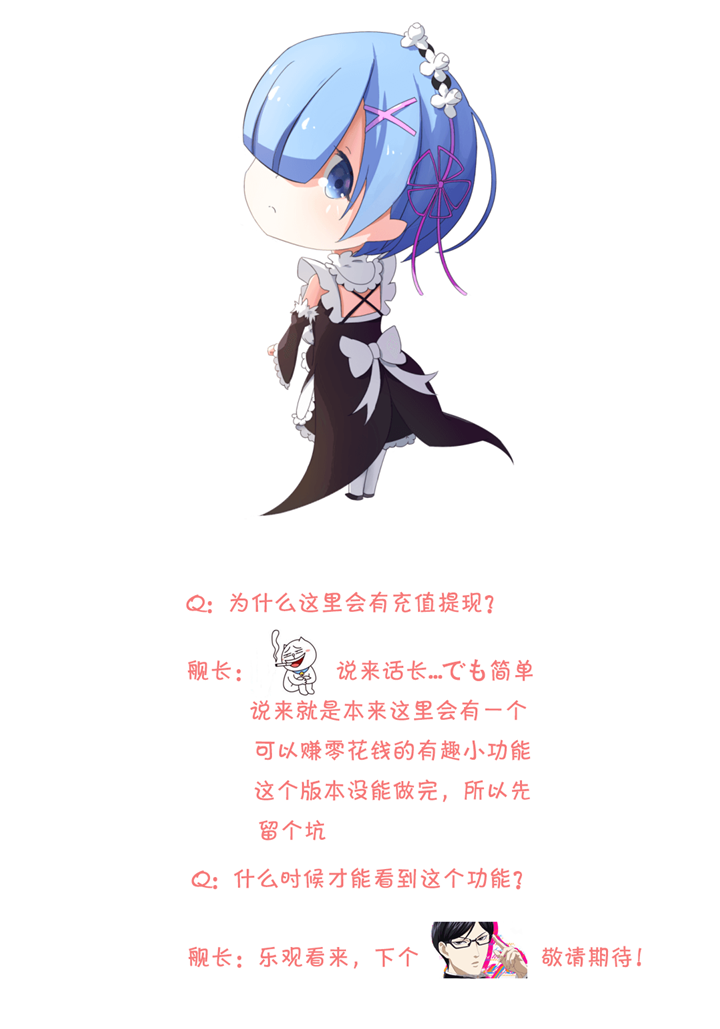 Q: 为什么这里会有充值提现?
舰长: 说来话长...でも简单
说来就是本来这里会有一个
可以赚零花钱的有趣小功能
这个版本没能做完，所以先
留个坑
Q: 什么时候才能看到这个功能?
舰长: 乐观看来，下个 敬请期待!